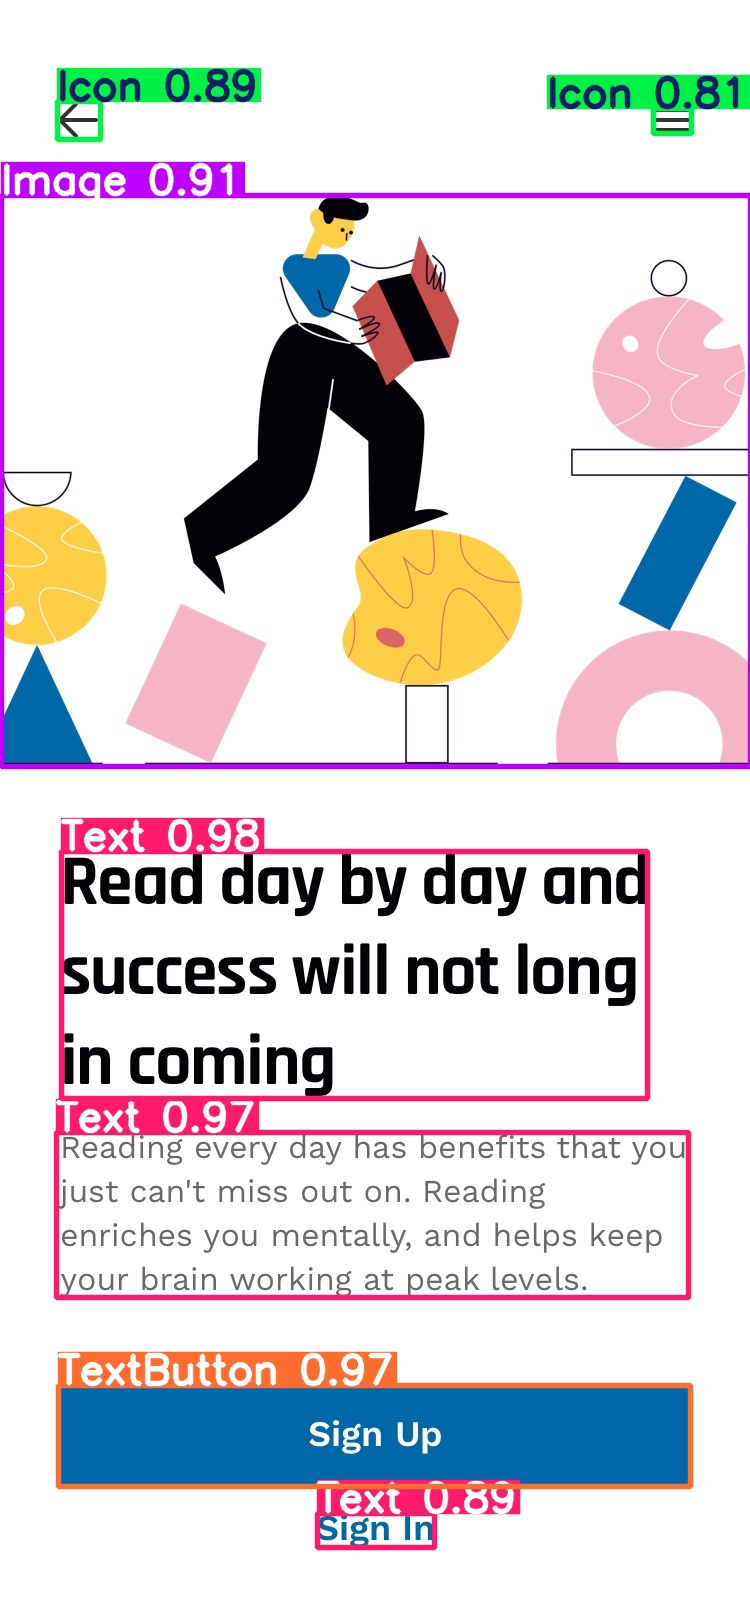 Icon 0.89
Icon 0.81
Image 0.91
Text 0.98
Read day by day and
success will not long
in coming
Text 0.97
Reading every day has benefits that you
just can't miss out on. Reading
enriches you mentally, and helps keep
your brain working at peak levels.
TextButton 0.97
Sign Up
Text 0.89
Sign In